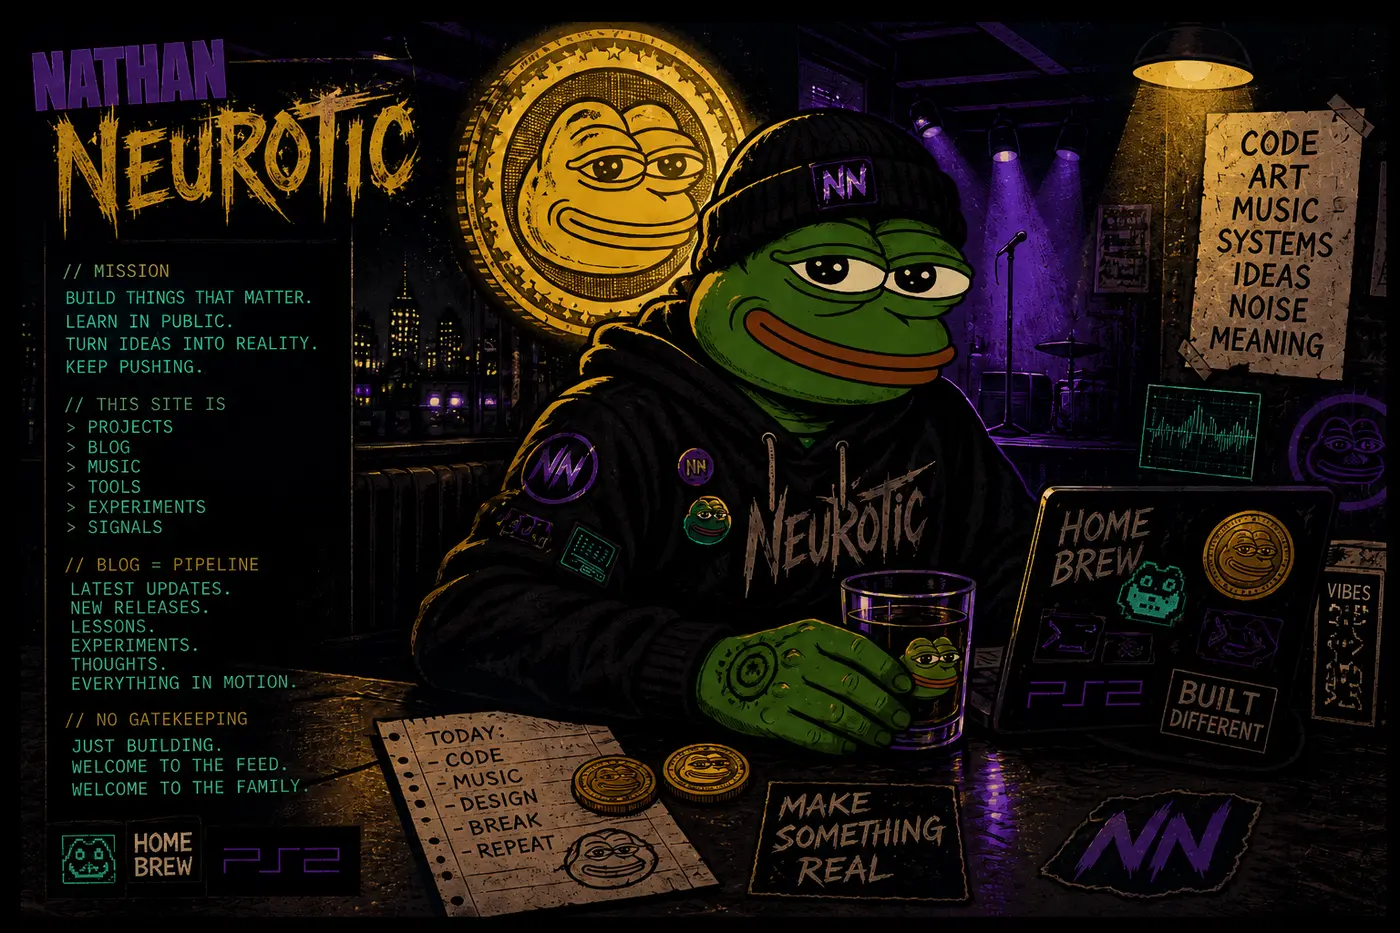 NATHAN
NEUROTIC
// MISSION
BUILD THINGS THAT MATTER.
LEARN IN PUBLIC.
TURN IDEAS INTO REALITY.
KEEP PUSHING.
// THIS SITE IS
> PROJECTS
> BLOG
> MUSIC
> TOOLS
> EXPERIMENTS
> SIGNALS
// BLOG = PIPELINE
LATEST UPDATES.
NEW RELEASES.
LESSONS.
EXPERIMENTS.
THOUGHTS.
EVERYTHING IN MOTION.
// NO GATEKEEPING
JUST BUILDING.
WELCOME TO THE FEED.
WELCOME TO THE FAMILY.
HOME
BREW
PS2
NN
NN
NN
NEUROTIC
CODE
ART
MUSIC
SYSTEMS
IDEAS
NOISE
MEANING
HOME
BREW
PS2
BUILT
DIFFERENT
VIBES
TODAY:
- CODE
- MUSIC
- DESIGN
- BREAK
- REPEAT
MAKE
SOMETHING
REAL
NN